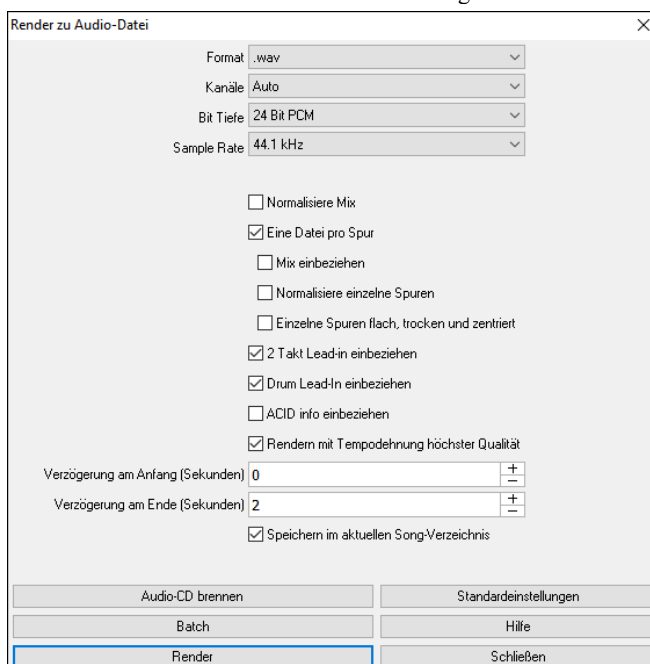 Render zu Audio-Datei
Format .wav
Kanäle Auto
Bit Tiefe 24 Bit PCM
Sample Rate 44.1 kHz
Normalisiere Mix
Eine Datei pro Spur
Mix einbeziehen
Normalisiere einzelne Spuren
Einzelne Spuren flach, trocken und zentriert
2 Takt Lead-in einbeziehen
Drum Lead-In einbeziehen
ACID info einbeziehen
Rendern mit Tempodehnung höchster Qualität
Verzögerung am Anfang (Sekunden) 0
Verzögerung am Ende (Sekunden) 2
Speichern im aktuellen Song-Verzeichnis
Audio-CD brennen Standardeinstellungen
Batch Hilfe
Render Schließen